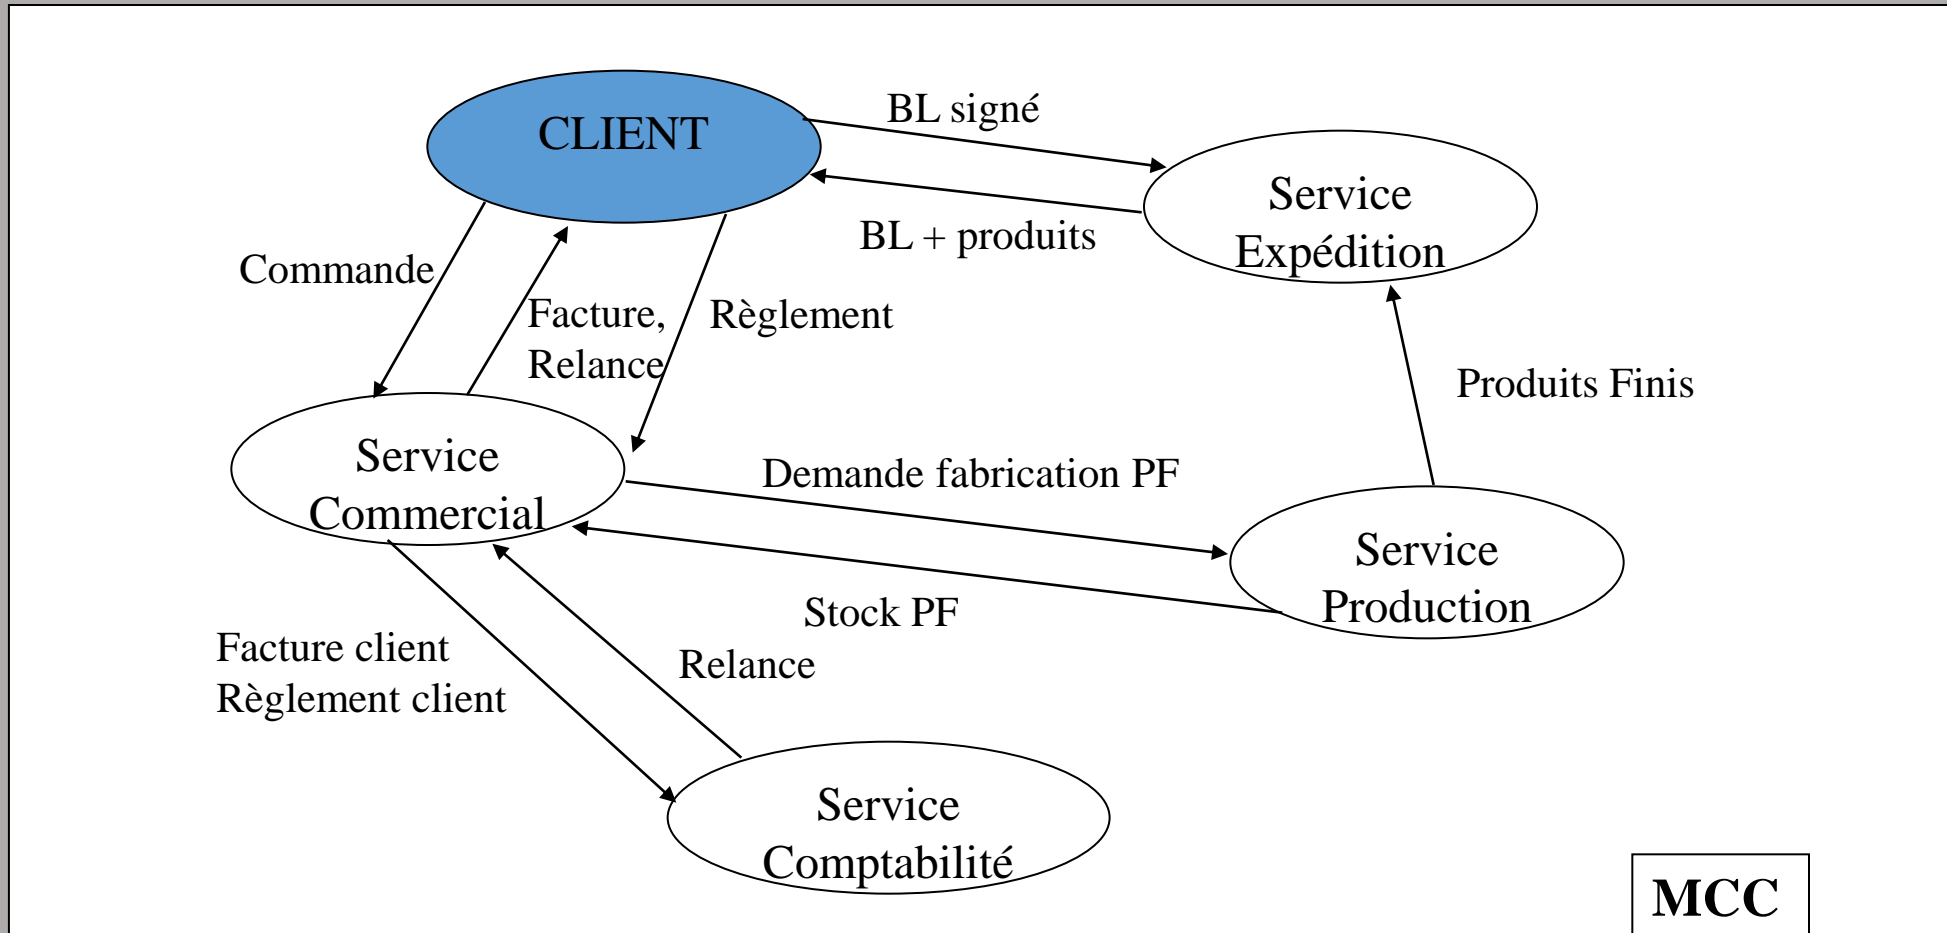 CLIENT
BL signé
Service
Expédition
BL + produits
Commande
Facture,
Relance
Règlement
Produits Finis
Service
Commercial
Demande fabrication PF
Service
Production
Stock PF
Facture client
Règlement client
Relance
Service
Comptabilité
MCC